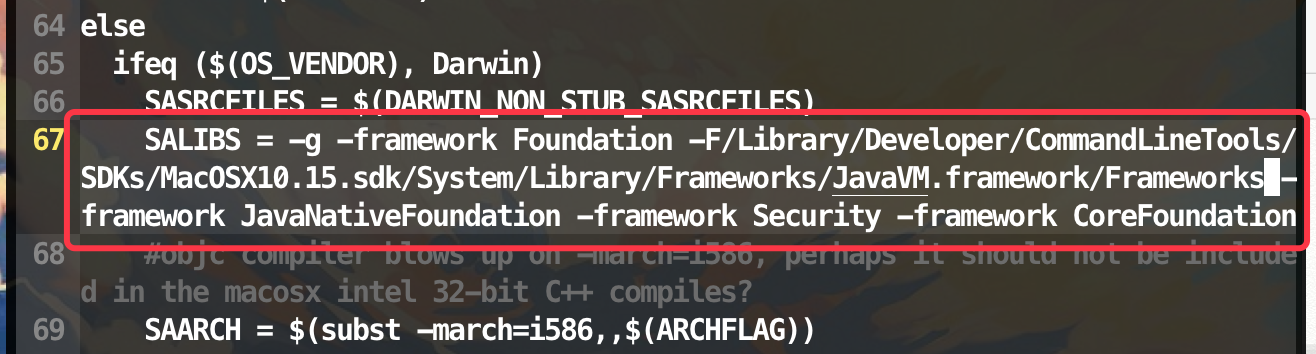 64 else
65 ifeq ($(OS_VENDOR), Darwin)
66 SASRCFILES = $(DARWIN_NON_STUB_SASRCFILES)
67 SALIBS = -g -framework Foundation -F/Library/Developer/CommandLineTools/
SDKs/MacOSX10.15.sdk/System/Library/Frameworks/JavaVM.framework/Frameworks -
framework JavaNativeFoundation -framework Security -framework CoreFoundation
68 #objc compiler blows up on -march=i586, perhaps it should not be include
d in the macosx intel 32-bit C++ compiles?
69 SAARCH = $(subst -march=i586,,$(ARCHFLAG))